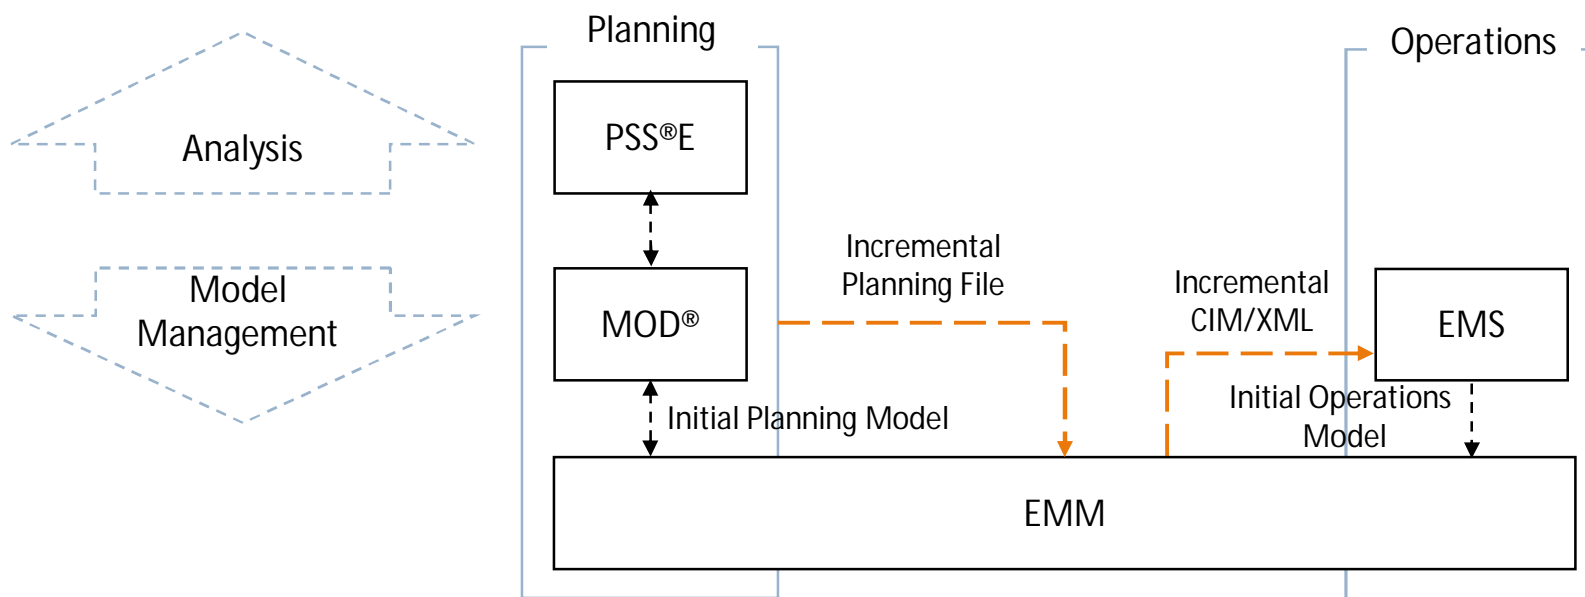 Planning
Operations
Analysis
PSS®E
Incremental
Planning File
Model
Management
MOD®
Incremental
CIM/XML
EMS
Initial Planning Model
Initial Operations
Model
EMM